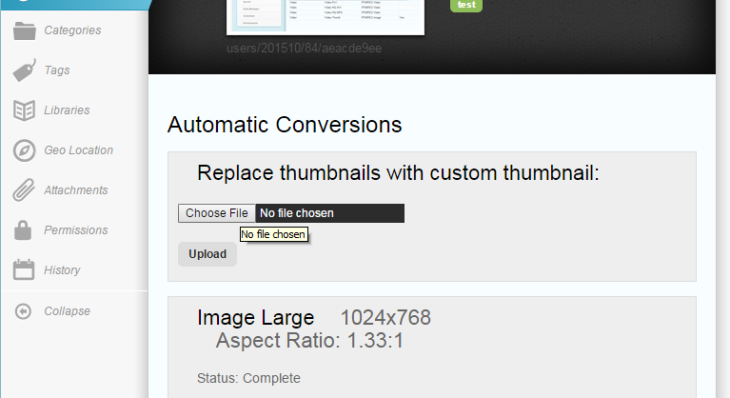 test
users/201510/84/aeacde9ee
Categories
Tags
Libraries
Geo Location
Attachments
Permissions
History
Collapse
Automatic Conversions
Replace thumbnails with custom thumbnail:
Choose File No file chosen
No file chosen
Upload
Image Large 1024x768
Aspect Ratio: 1.33:1
Status: Complete